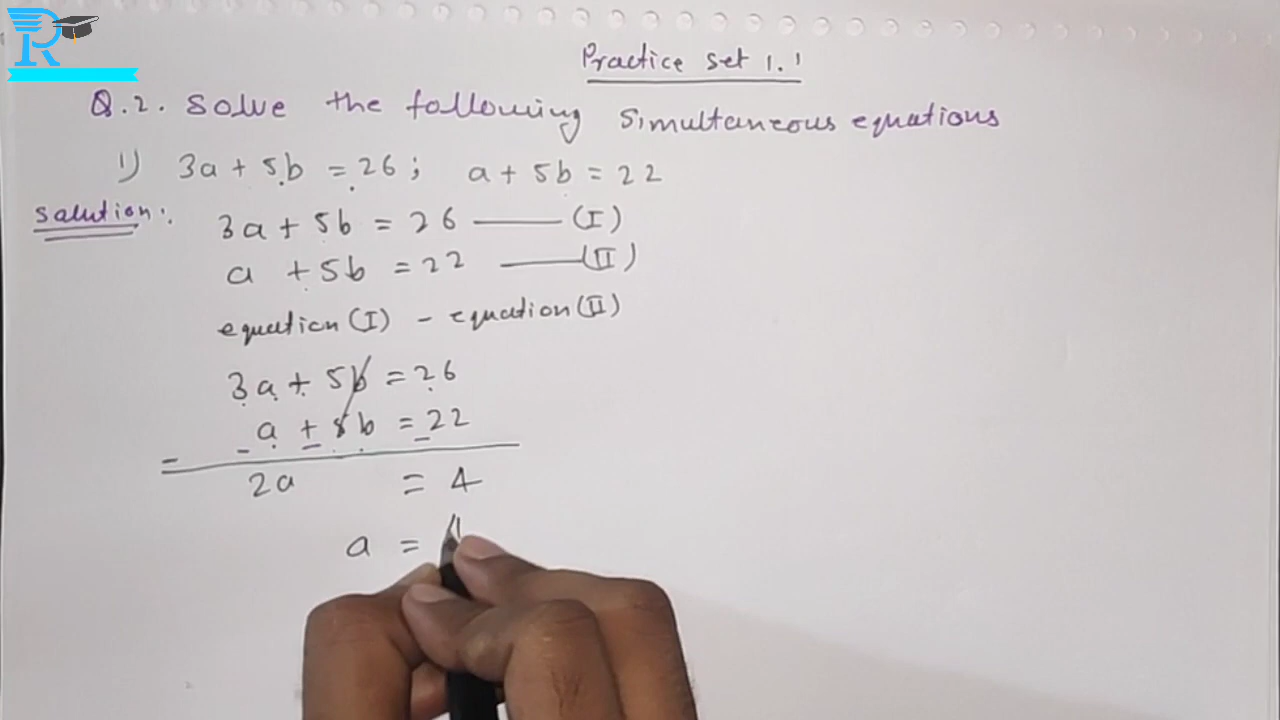 R
Practice set 1.1
Q.2. Solve the following simultaneous equations
1) 3a + 5b = 26 ; a + 5b = 22
Solution:
3a + 5b = 26 —— (I)
a + 5b = 22 —— (II)
equation (I) - equation (II)
3a + 5b = 26
a + 5b = 22
- - - -
2a = 4
a = 4